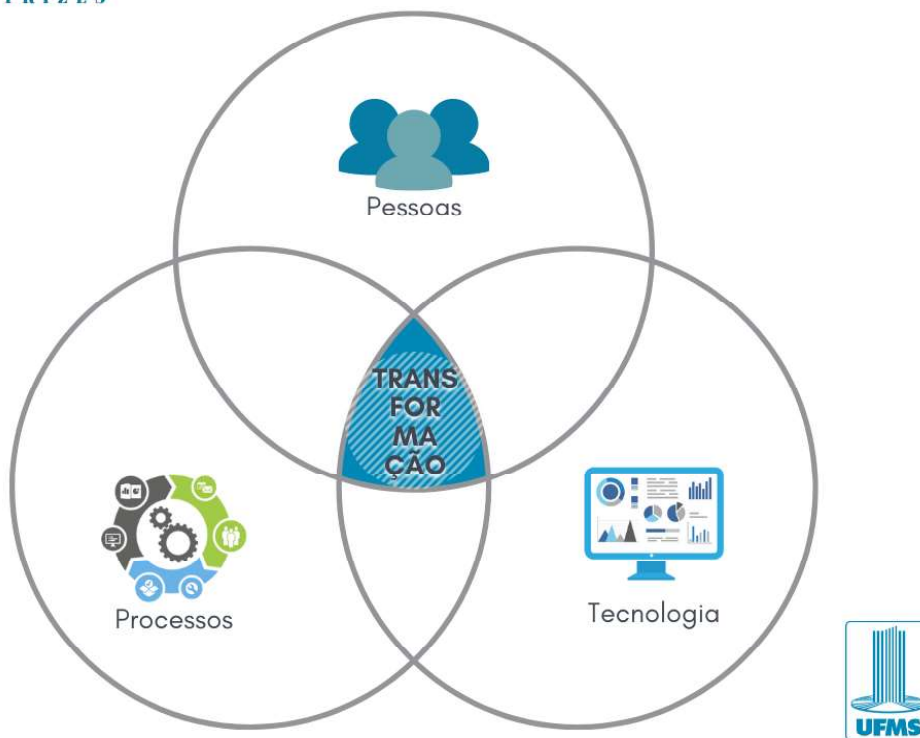 Pessoas
TRANS
FOR
MA
ÇÃO
Processos
Tecnologia
UFMS